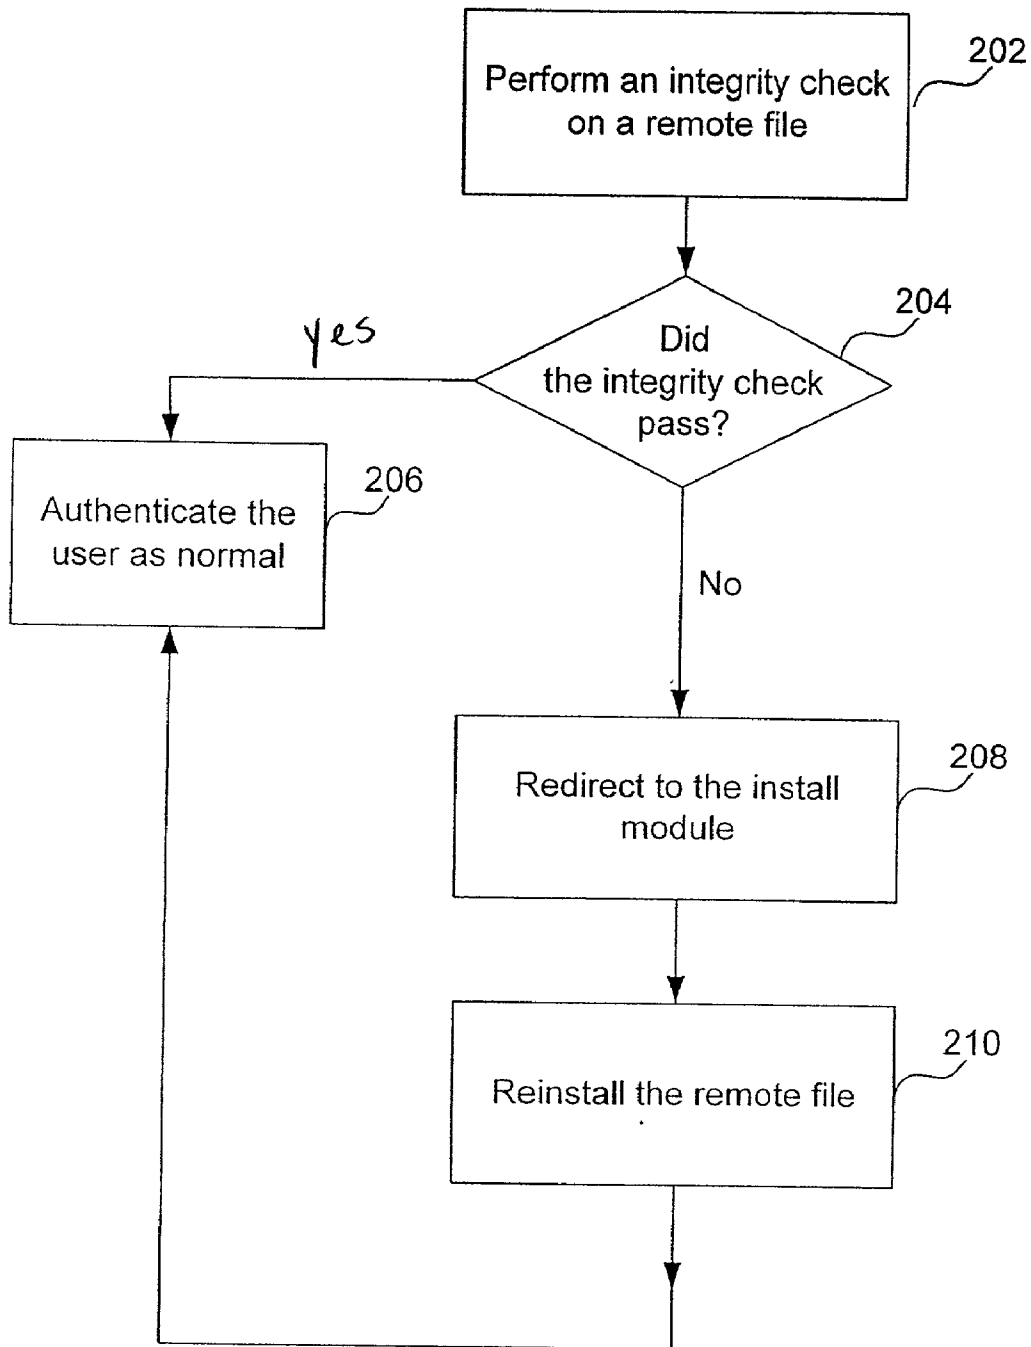 202
Perform an integrity check
on a remote file
204
Did
the integrity check
pass?
yes
206
Authenticate the
user as normal
No
208
Redirect to the install
module
210
Reinstall the remote file